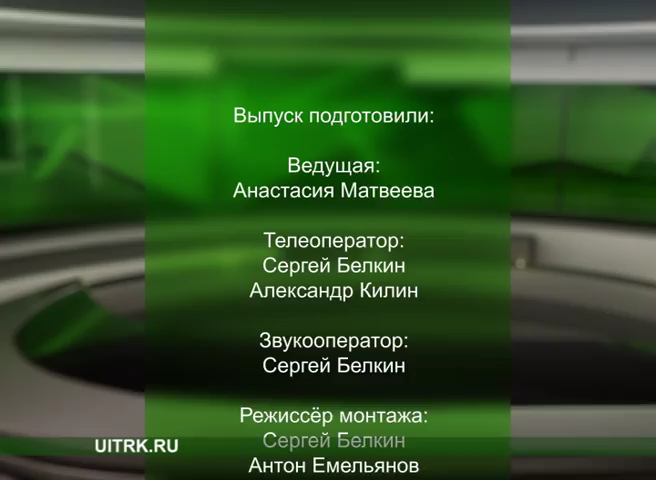 Выпуск подготовили:
Ведущая:
Анастасия Матвеева
Телеоператор:
Сергей Белкин
Александр Килин
Звукооператор:
Сергей Белкин
Режиссёр монтажа:
Сергей Белкин
Антон Емельянов
UITRK.RU